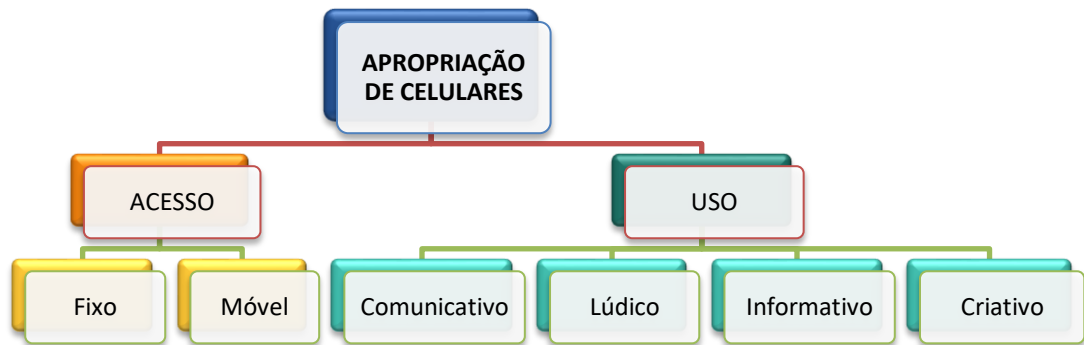 APROPRIAÇÃO
DE CELULARES
ACESSO
USO
Fixo
Móvel
Comunicativo
Lúdico
Informativo
Criativo